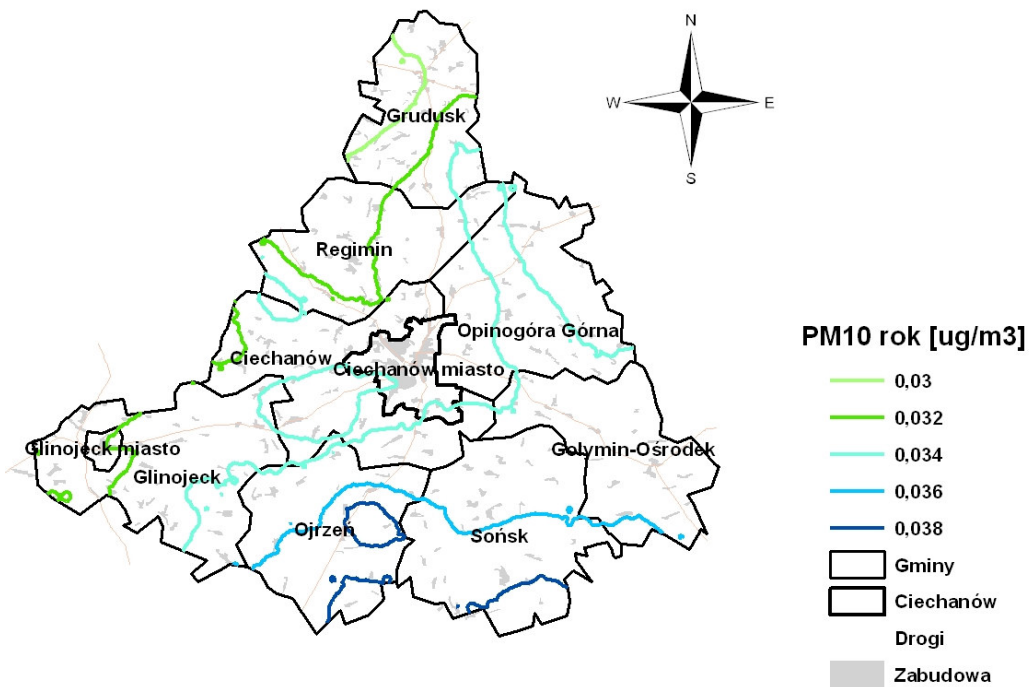 N
W
E
S
Grudusk
Regimin
Opinogóra Górna
Ciechanów
Ciechanów miasto
Glinojeck miasto
Glinojeck
Gołymin-Ośrodek
Ojrzeń
Sońsk
PM10 rok [ug/m3]
0,03
0,032
0,034
0,036
0,038
Gminy
Ciechanów
Drogi
Zabudowa